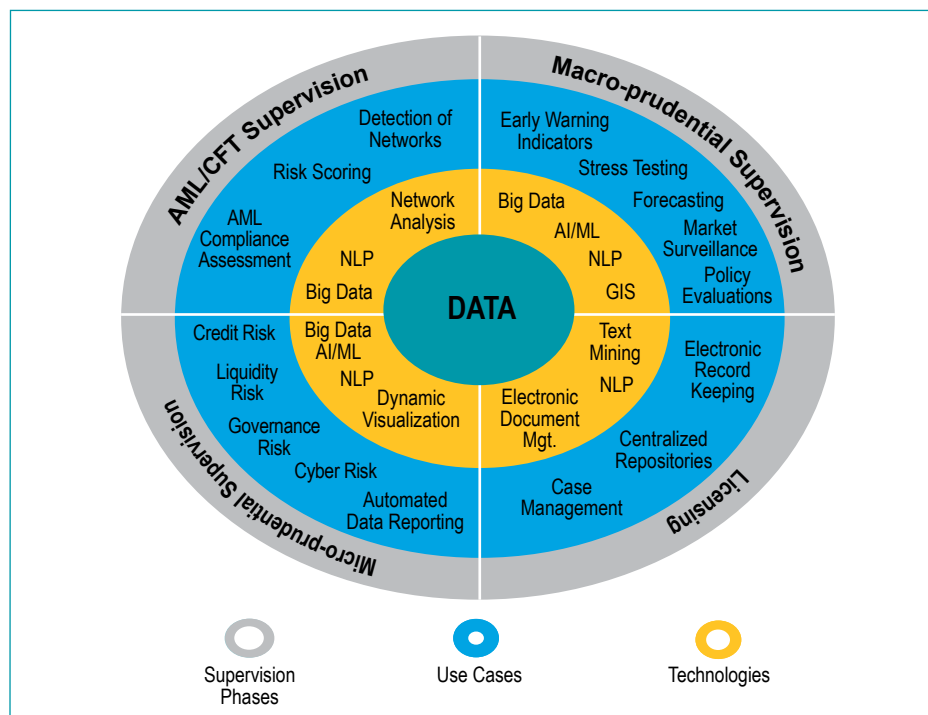 AML/CFT Supervision
Macro-prudential Supervision
Detection of
Networks
Risk Scoring
AML
Compliance
Assessment
Early Warning
Indicators
Stress Testing
Forecasting
Market
Surveillance
Policy
Evaluations
Network
Analysis
NLP
Big Data
Big Data
AI/ML
NLP
GIS
DATA
Credit Risk
Liquidity
Risk
Governance
Risk
Cyber Risk
Automated
Data Reporting
Big Data
AI/ML
NLP
Dynamic
Visualization
Text
Mining
NLP
Electronic
Document
Mgt.
Electronic
Record
Keeping
Centralized
Repositories
Case
Management
Micro-prudential Supervision
Licensing
Supervision
Phases
Use Cases
Technologies